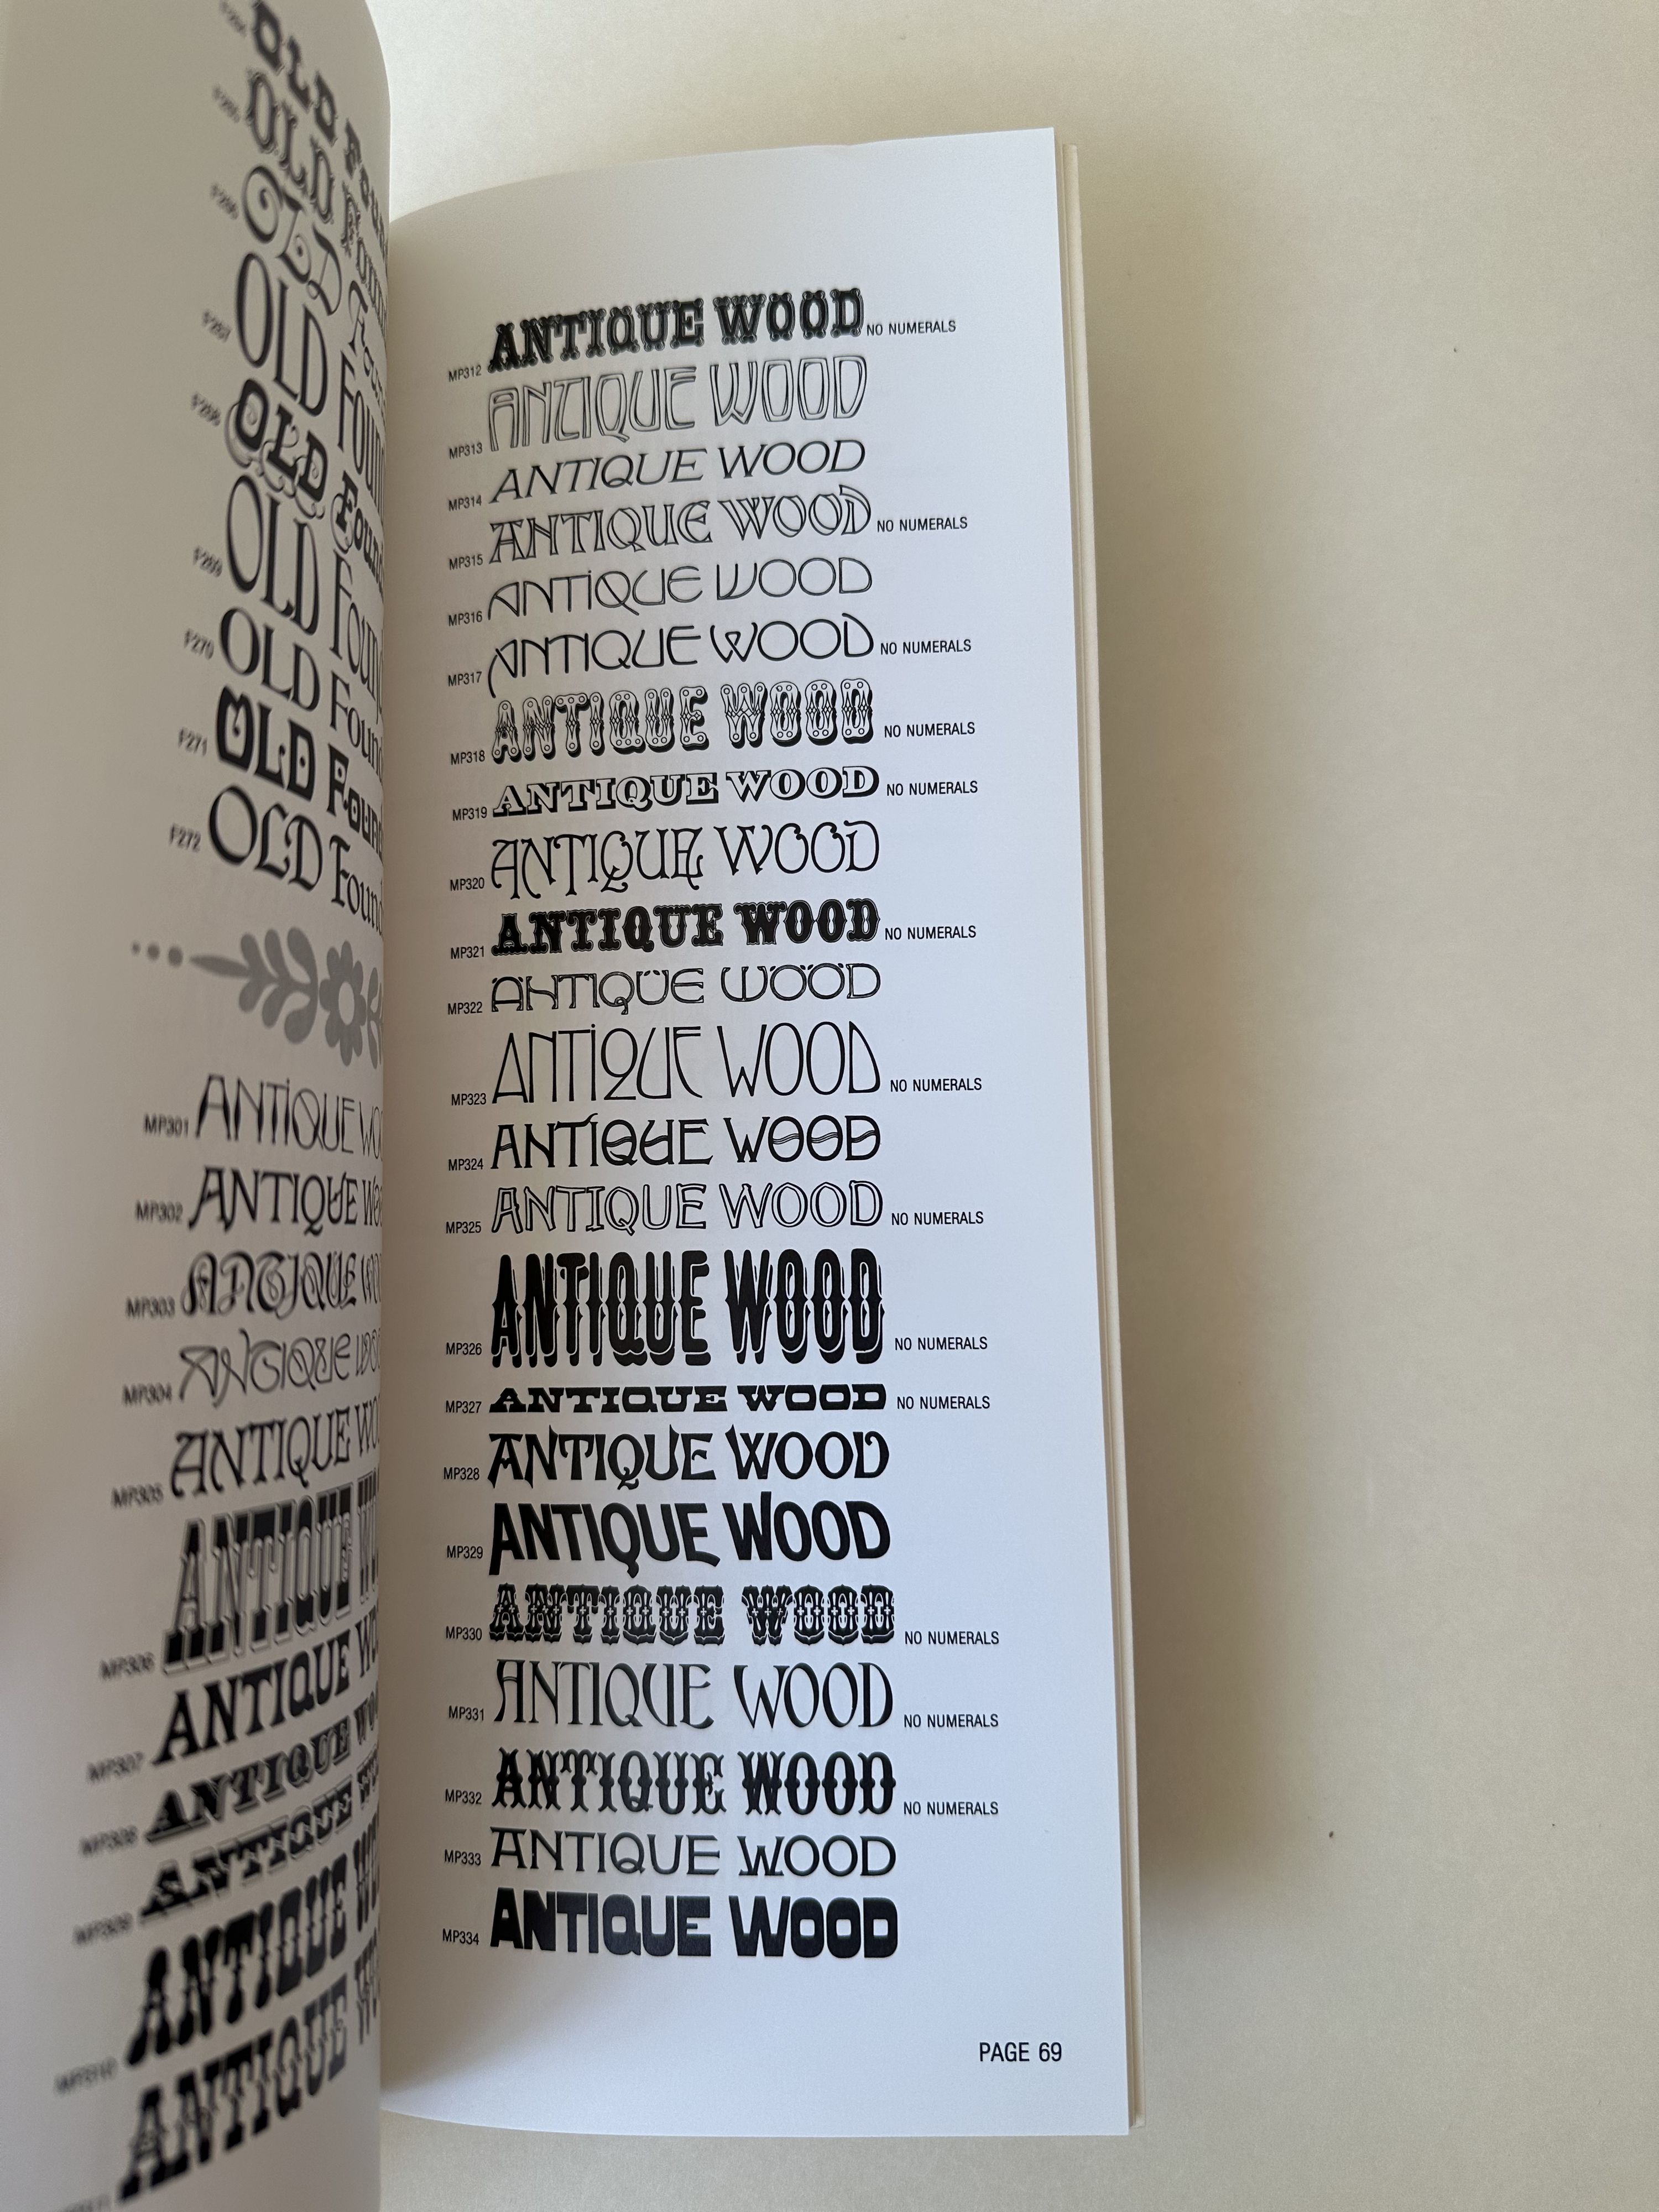 OLD
F265 OLD
F266 OLD
F267 OLD
F268 OLD
F269 OLD
F270 OLD
F271 OLD
F272 OLD
MP301 ANTIQUE
MP302 ANTIQUE
MP303 ANTIQUE
MP304 ANTIQUE
MP305 ANTIQUE
MP306 ANTIQUE
MP307 ANTIQUE
MP308 ANTIQUE
MP309 ANTIQUE
MP310 ANTIQUE
ANTIQUE
MP312 ANTIQUE WOOD NO NUMERALS
MP313 ANTIQUE WOOD
MP314 ANTIQUE WOOD
MP315 ANTIQUE WOOD NO NUMERALS
MP316 ANTIQUE WOOD
MP317 ANTIQUE WOOD NO NUMERALS
MP318 ANTIQUE WOOD NO NUMERALS
MP319 ANTIQUE WOOD NO NUMERALS
MP320 ANTIQUE WOOD
MP321 ANTIQUE WOOD NO NUMERALS
MP322 ANTIQUE WOOD
MP323 ANTIQUE WOOD NO NUMERALS
MP324 ANTIQUE WOOD
MP325 ANTIQUE WOOD NO NUMERALS
MP326 ANTIQUE WOOD NO NUMERALS
MP327 ANTIQUE WOOD NO NUMERALS
MP328 ANTIQUE WOOD
MP329 ANTIQUE WOOD
MP330 ANTIQUE WOOD NO NUMERALS
MP331 ANTIQUE WOOD NO NUMERALS
MP332 ANTIQUE WOOD NO NUMERALS
MP333 ANTIQUE WOOD
MP334 ANTIQUE WOOD
PAGE 69